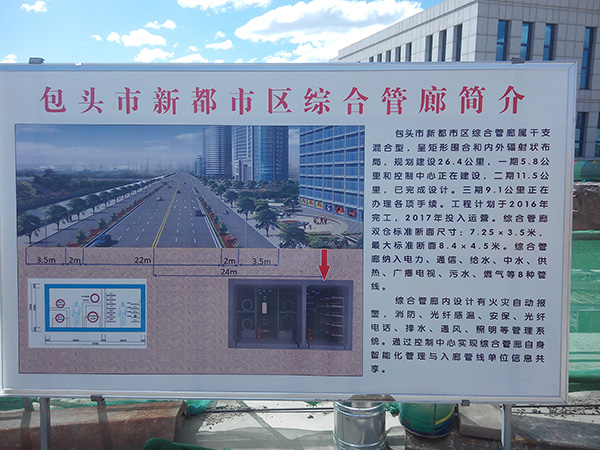 包头市新都市区综合管廊简介
包头市新都市区综合管廊属干支
混合型，呈矩形围合和内外辐射状布
局，规划建设26.4公里，一期5.8公
里和控制中心正在建设，二期11.5公
里，已完成设计。三期9.1公里正在
办理各项手续。工程计划于2016年
完工，2017年投入运营。综合管廊
双仓标准断面尺寸：7.25×3.5米，
最大标准断面8.4×4.5米。综合管
廊纳入电力、通信、给水、中水、供
热、广播电视、污水、燃气等8种管
线。
综合管廊内设计有火灾自动报
警，消防、光纤感温、安保、光纤
电话、排水、通风、照明等管理系
统。通过控制中心实现综合管廊自身
智能化管理与入廊管线单位信息共
享。
3.5m 2m 22m 2m 3.5m
24m